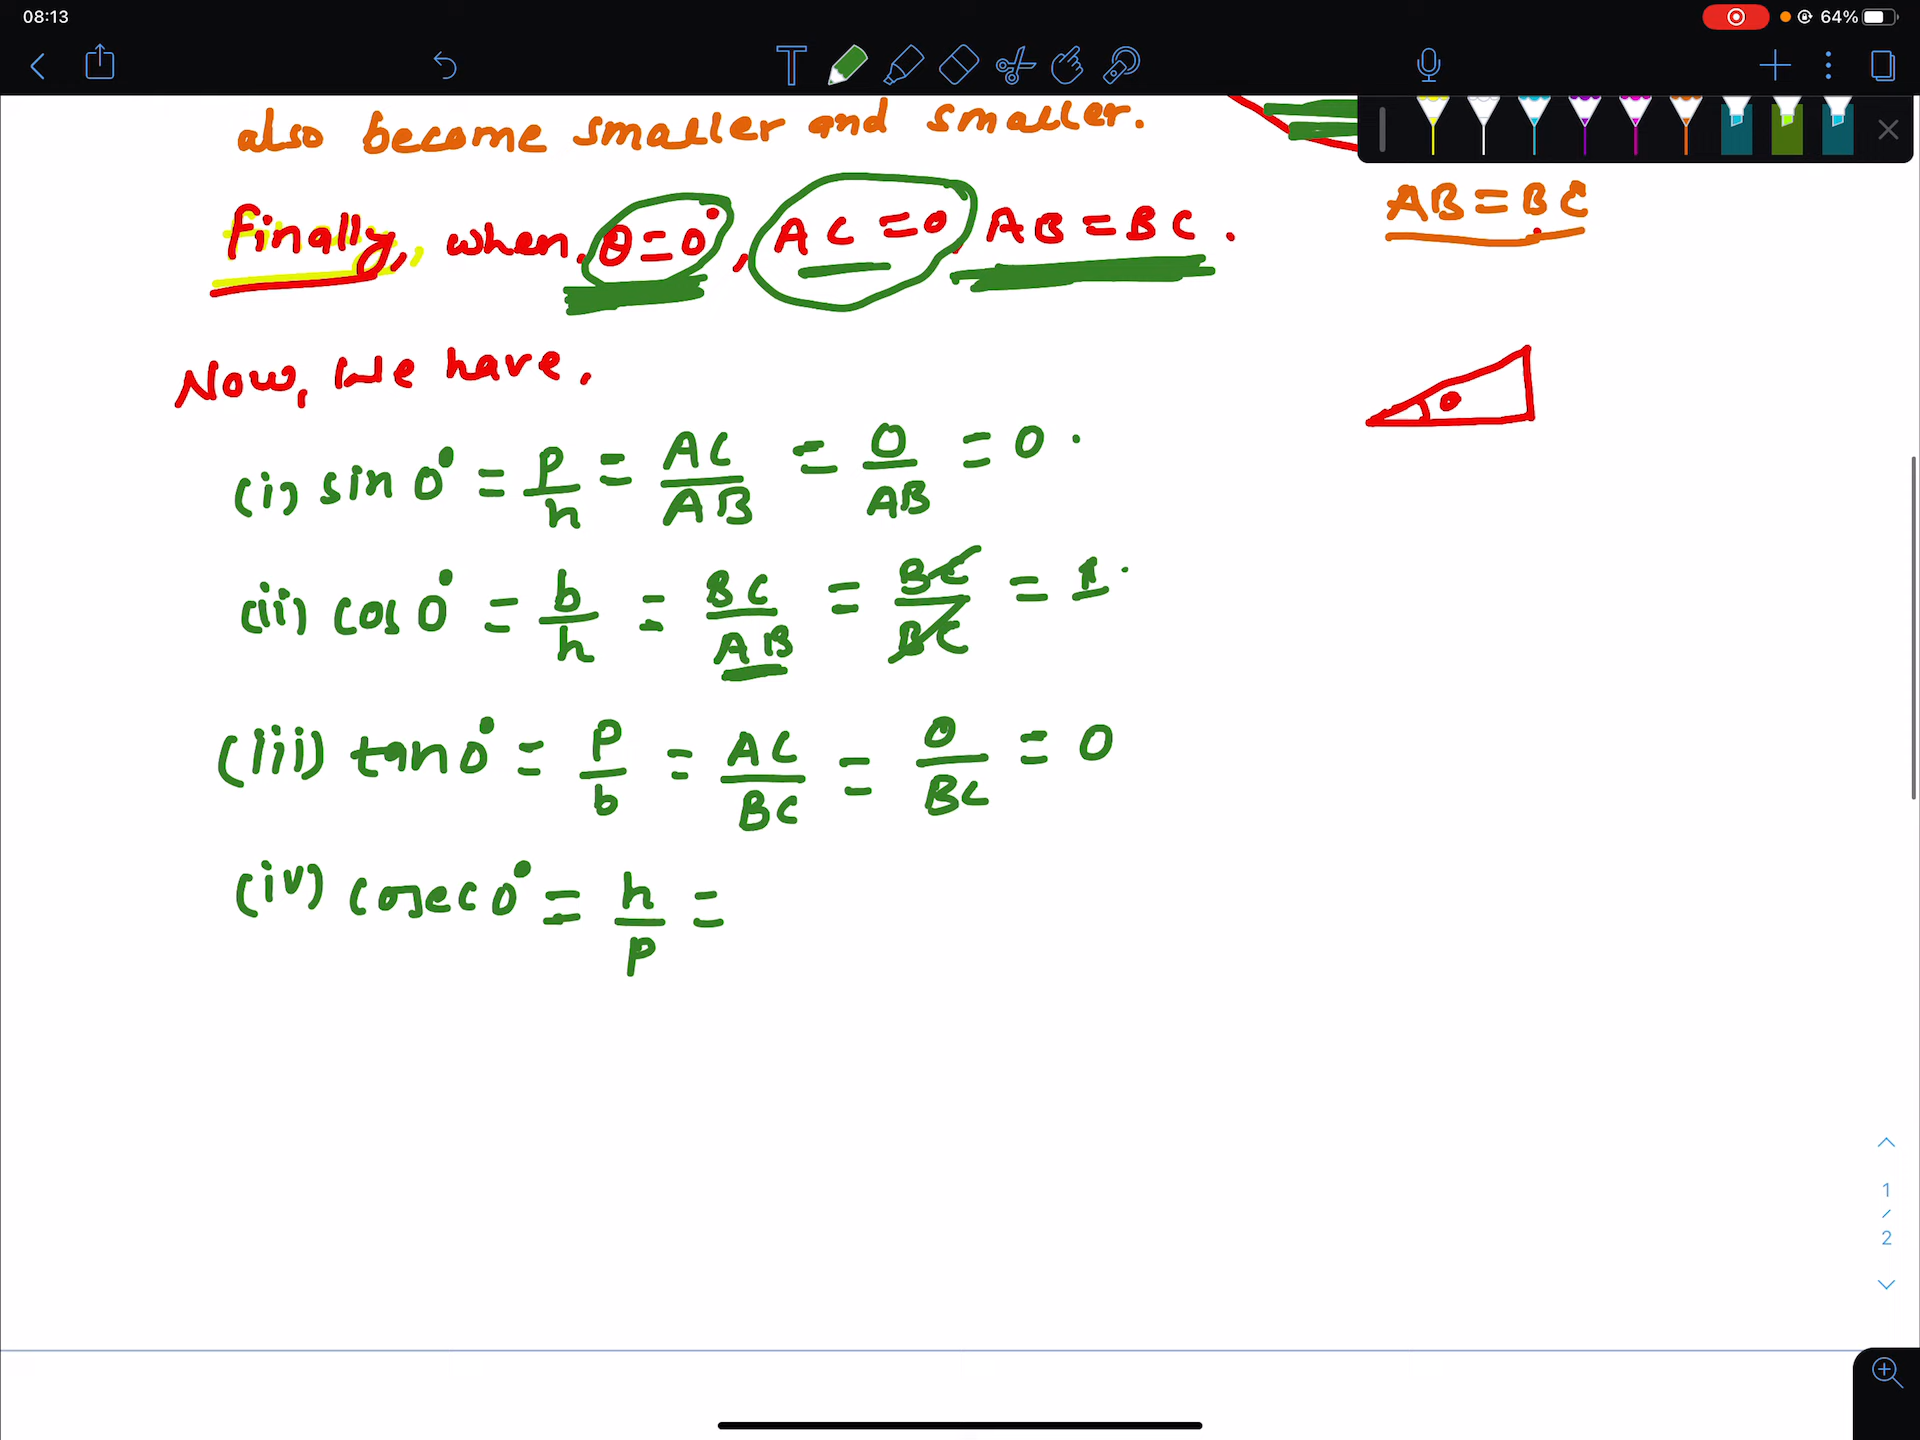 08:13
64%
also become smaller and smaller.
AB = BC
Finally, when, θ = 0°, AC = 0, AB = BC.
Now, We have,
θ
(i) sin 0° = p/h = AC/AB = 0/AB = 0.
(ii) cos 0° = b/h = BC/AB = BC/BC = 1.
(iii) tan 0° = p/b = AC/BC = 0/BC = 0
(iv) cosec 0° = h/p =
1
/
2